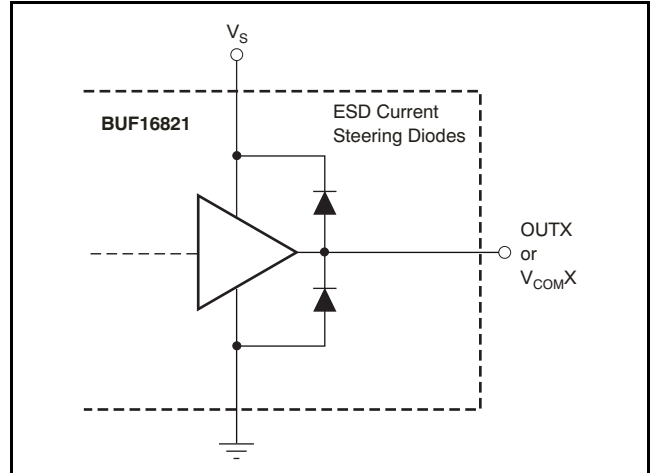 V_S
BUF16821
ESD Current
Steering Diodes
OUTX
or
V_COMX